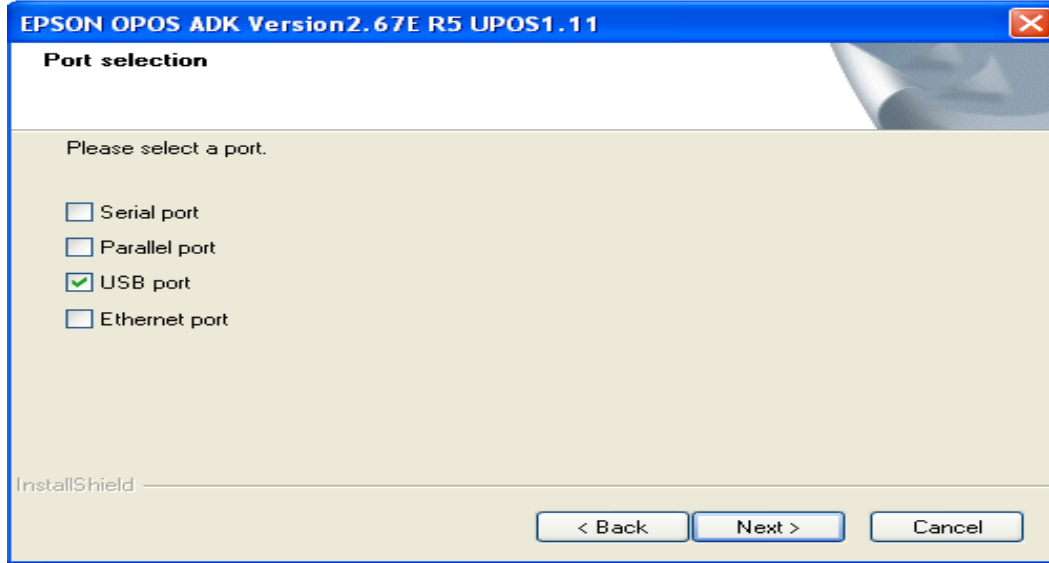 EPSON OPOS ADK Version2.67E R5 UPOS1.11
Port selection
Please select a port.
Serial port
Parallel port
USB port
Ethernet port
InstallShield
< Back Next > Cancel